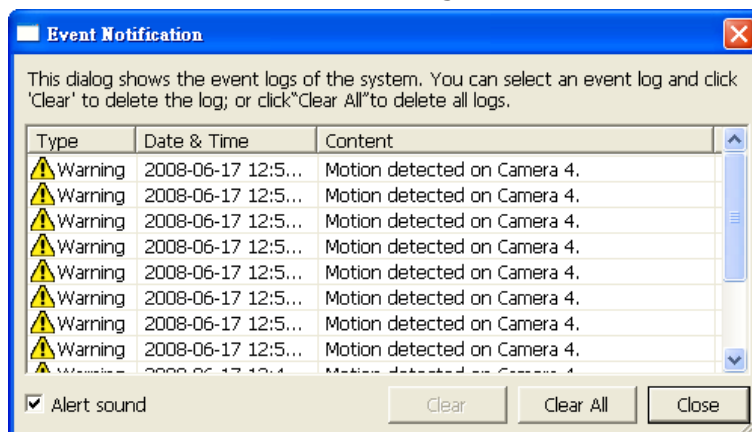 Event Notification
This dialog shows the event logs of the system. You can select an event log and click
'Clear' to delete the log; or click"Clear All"to delete all logs.
Type Date & Time Content
Warning 2008-06-17 12:5... Motion detected on Camera 4.
Warning 2008-06-17 12:5... Motion detected on Camera 4.
Warning 2008-06-17 12:5... Motion detected on Camera 4.
Warning 2008-06-17 12:5... Motion detected on Camera 4.
Warning 2008-06-17 12:5... Motion detected on Camera 4.
Warning 2008-06-17 12:5... Motion detected on Camera 4.
Warning 2008-06-17 12:5... Motion detected on Camera 4.
Warning 2008-06-17 12:5... Motion detected on Camera 4.
Alert sound Clear Clear All Close